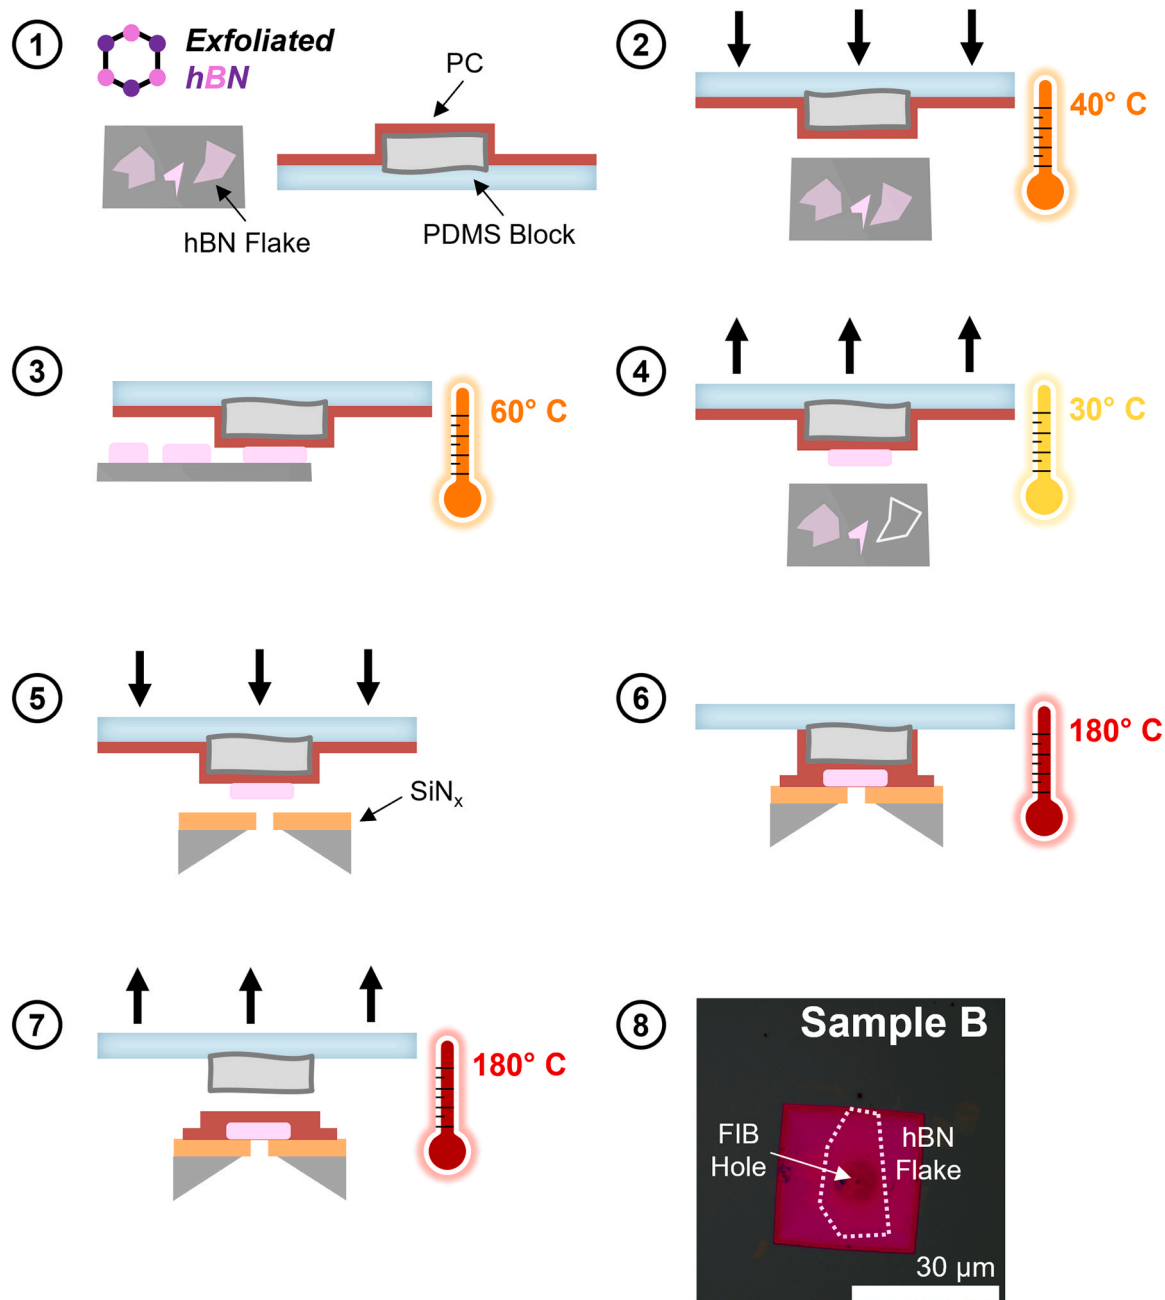 1
Exfoliated
hBN
PC
hBN Flake
PDMS Block
2
40° C
3
60° C
4
30° C
5
SiNx
6
180° C
7
180° C
8
Sample B
FIB
Hole
hBN
Flake
30 µm